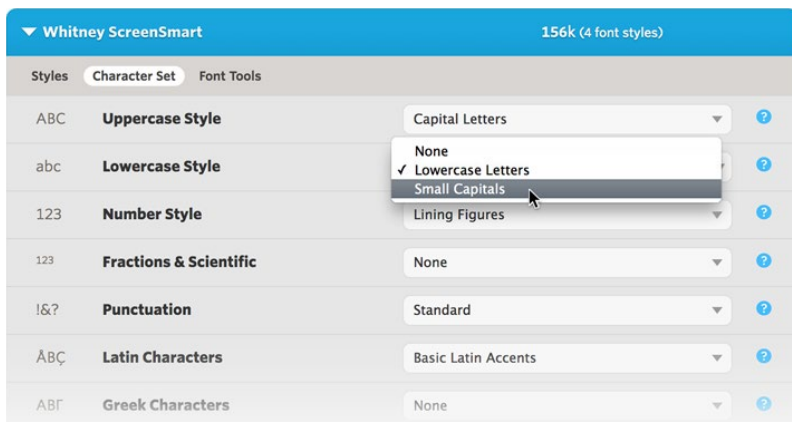 Whitney ScreenSmart 156k (4 font styles)
Styles Character Set Font Tools
ABC Uppercase Style Capital Letters ?
None
abc Lowercase Style ✓ Lowercase Letters ?
Small Capitals
123 Number Style Lining Figures ?
123 Fractions & Scientific None ?
!&? Punctuation Standard ?
ÅBÇ Latin Characters Basic Latin Accents ?
ΑΒΓ Greek Characters None ?